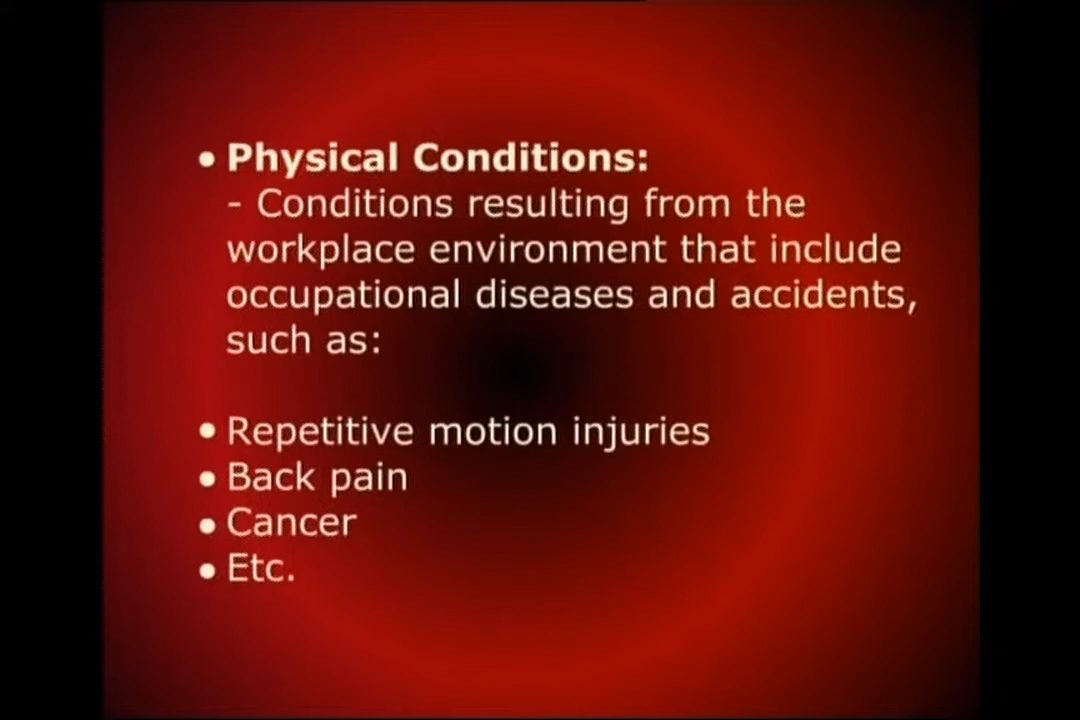 • Physical Conditions:
- Conditions resulting from the
workplace environment that include
occupational diseases and accidents,
such as:
• Repetitive motion injuries
• Back pain
• Cancer
• Etc.